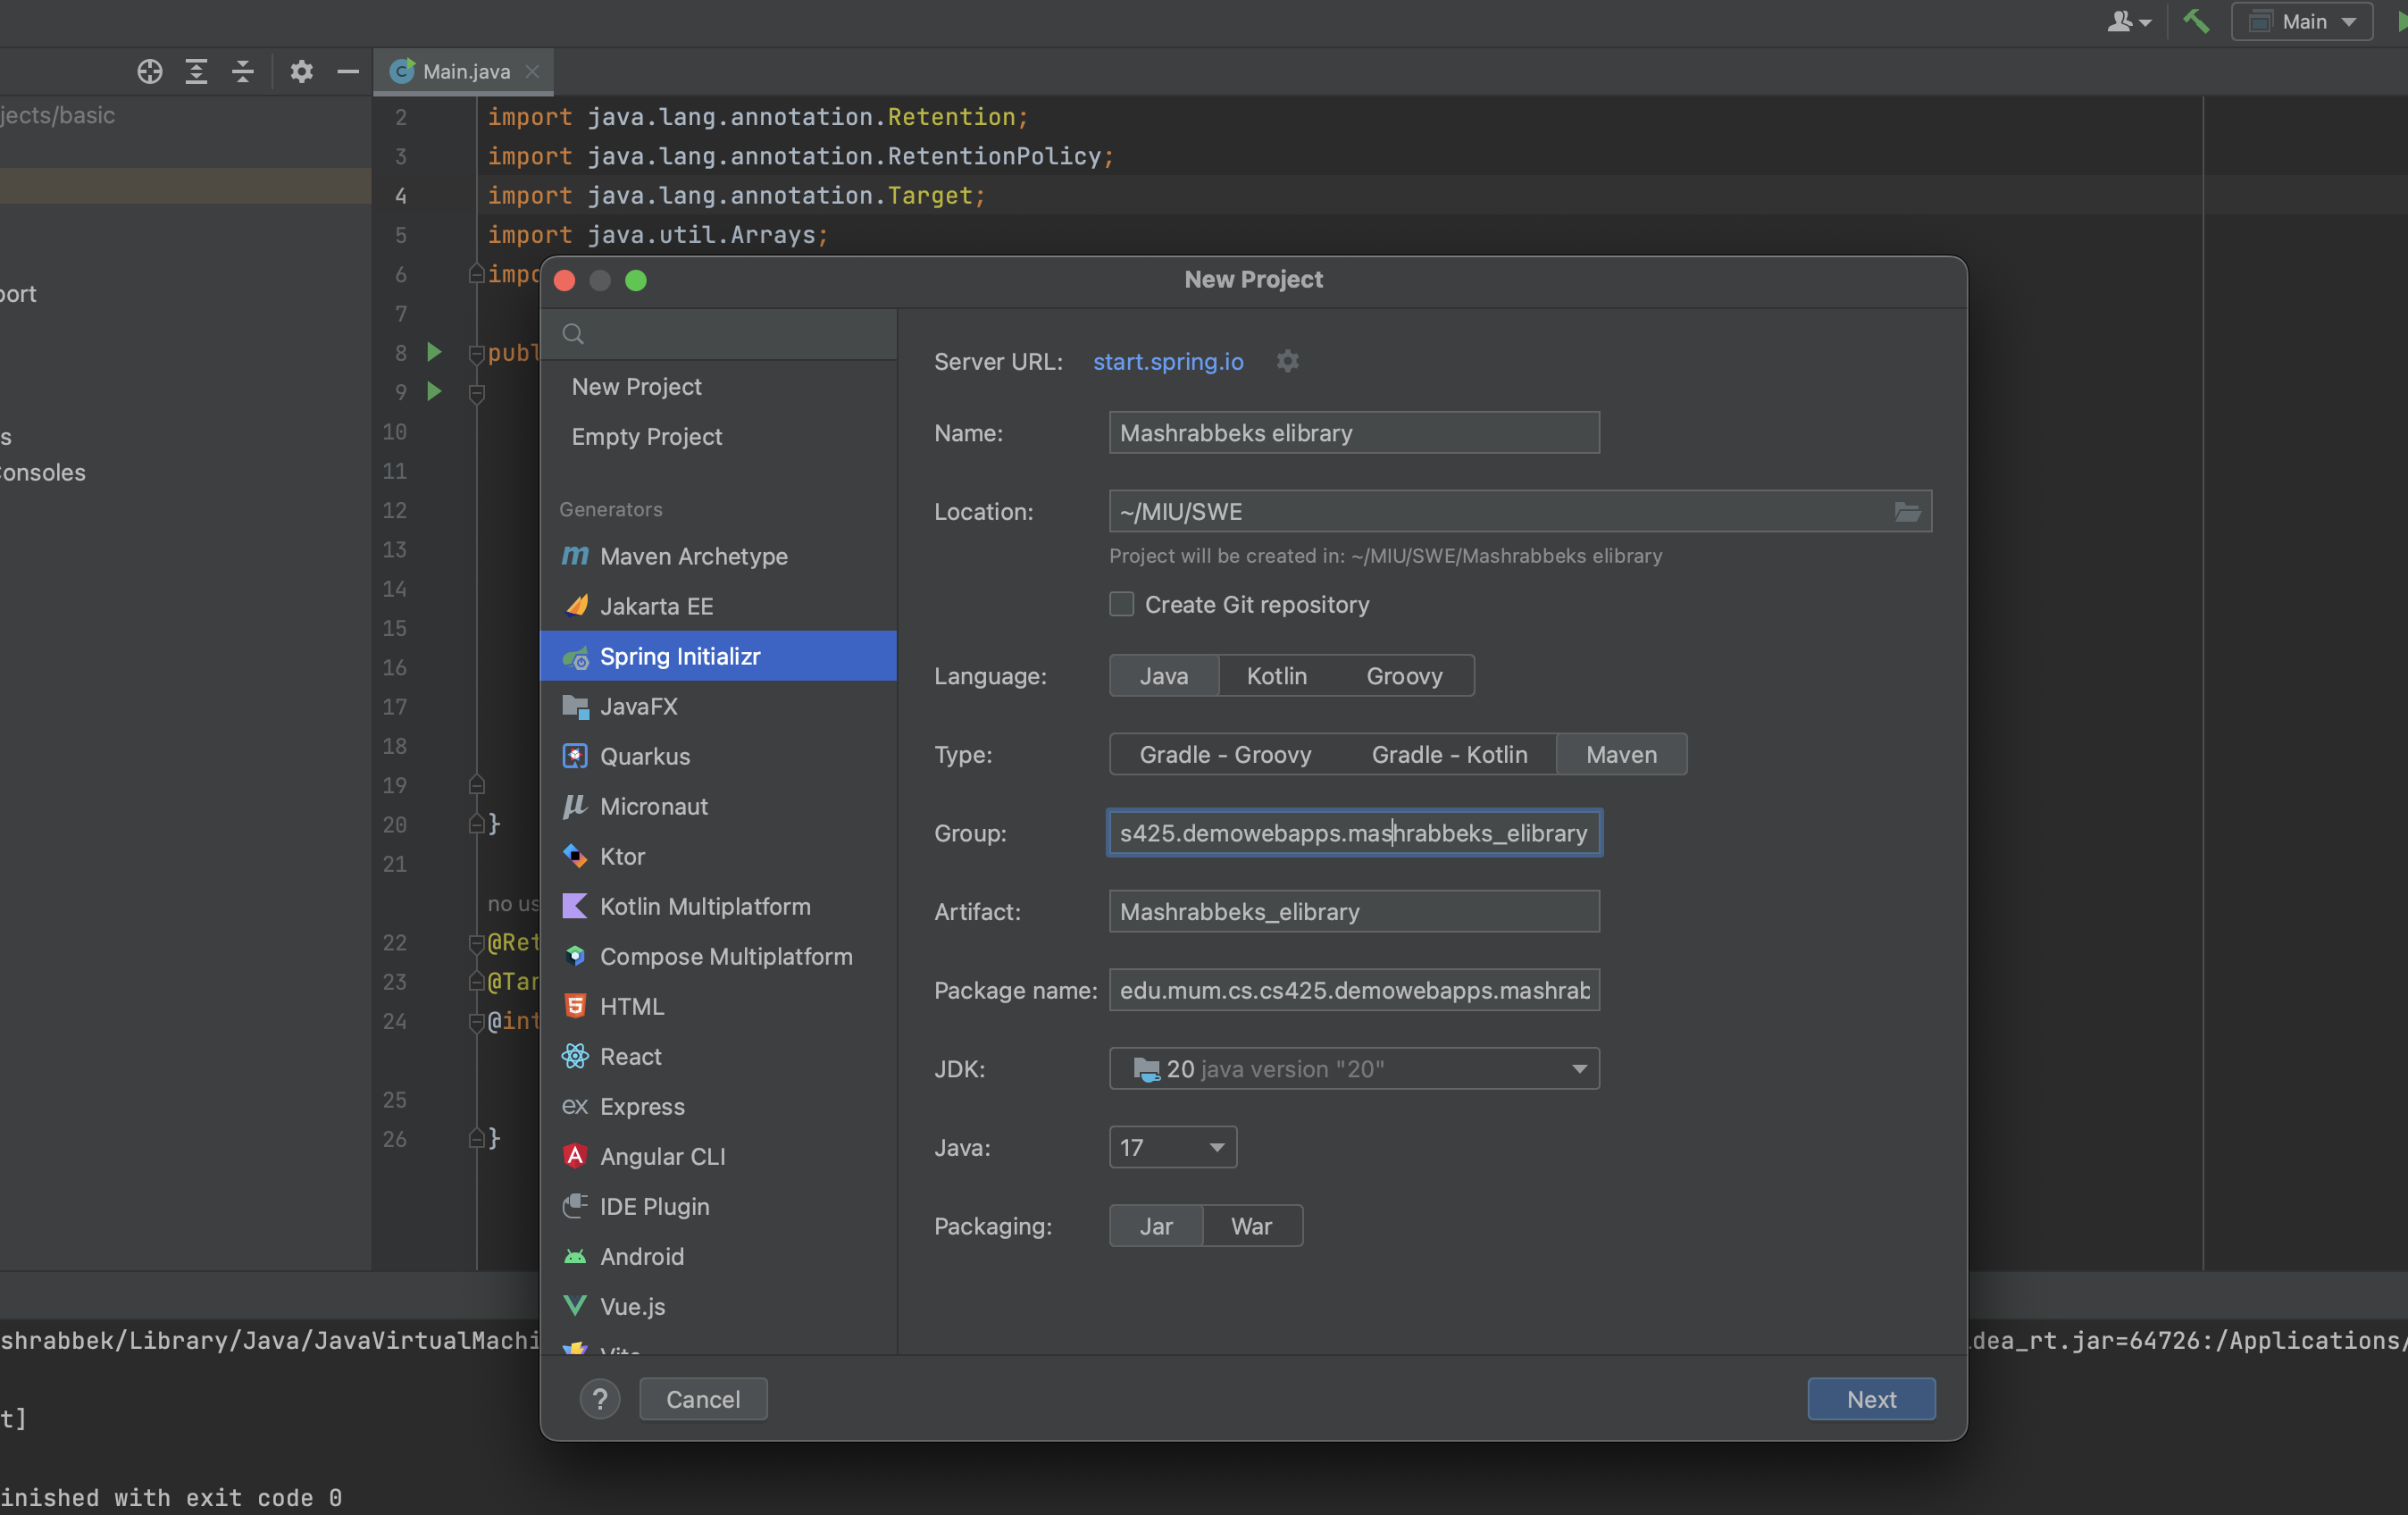 Main
Main.java
jects/basic
2 import java.lang.annotation.Retention;
3 import java.lang.annotation.RetentionPolicy;
4 import java.lang.annotation.Target;
5 import java.util.Arrays;
6 impo
7
8 publ
9
10
11
12
13
14
15
16
17
18
19
20 }
21
no us
22 @Ret
23 @Tar
24 @int
25
26 }
port
s
Consoles
New Project
New Project
Empty Project
Generators
Maven Archetype
Jakarta EE
Spring Initializr
JavaFX
Quarkus
Micronaut
Ktor
Kotlin Multiplatform
Compose Multiplatform
HTML
React
ex Express
Angular CLI
IDE Plugin
Android
Vue.js
Vite
Server URL: start.spring.io
Name: Mashrabbeks elibrary
Location: ~/MIU/SWE
Project will be created in: ~/MIU/SWE/Mashrabbeks elibrary
Create Git repository
Language: Java Kotlin Groovy
Type: Gradle - Groovy Gradle - Kotlin Maven
Group: s425.demowebapps.mashrabbeks_elibrary
Artifact: Mashrabbeks_elibrary
Package name: edu.mum.cs.cs425.demowebapps.mashrab
JDK: 20 java version "20"
Java: 17
Packaging: Jar War
? Cancel Next
shrabbek/Library/Java/JavaVirtualMachi
idea_rt.jar=64726:/Applications/
t]
inished with exit code 0